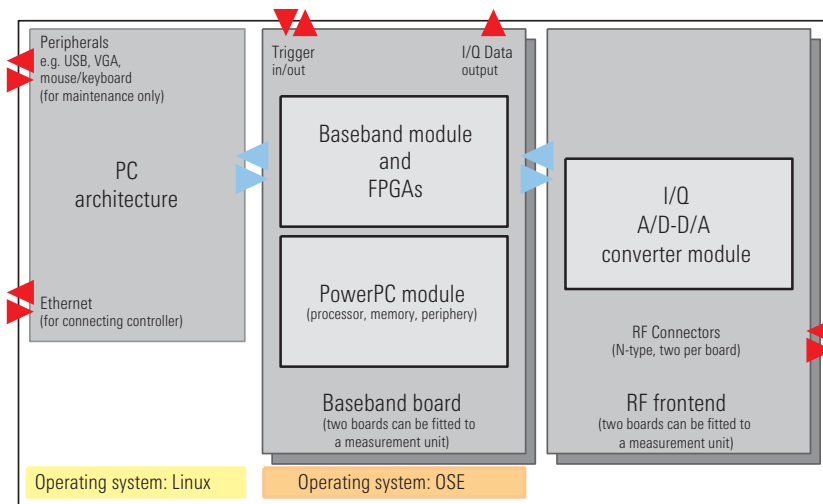 Peripherals
e.g. USB, VGA,
mouse/keyboard
(for maintenance only)
PC
architecture
Ethernet
(for connecting controller)
Operating system: Linux
Trigger
in/out
I/Q Data
output
Baseband module
and
FPGAs
PowerPC module
(processor, memory, periphery)
Baseband board
(two boards can be fitted to
a measurement unit)
Operating system: OSE
I/Q
A/D-D/A
converter module
RF Connectors
(N-type, two per board)
RF frontend
(two boards can be fitted to
a measurement unit)